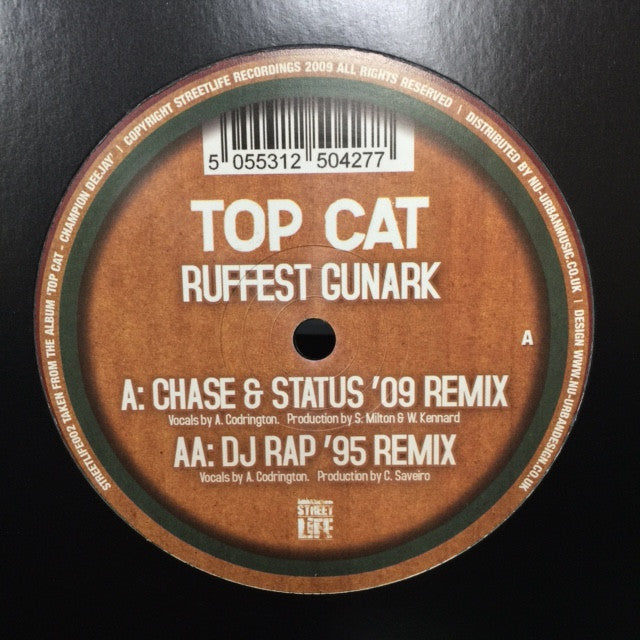 STREETLIFE002 TAKEN FROM THE ALBUM 'TOP CAT - CHAMPION DEEJAY' | COPYRIGHT STREETLIFE RECORDINGS 2009 ALL RIGHTS RESERVED | DISTRIBUTED BY NU-URBANMUSIC.CO.UK | DESIGN WWW.NU-URBANDESIGN.CO.UK
5 055312 504277
TOP CAT
RUFFEST GUNARK
A
A: CHASE & STATUS '09 REMIX
Vocals by A. Codrington. Production by S. Milton & W. Kennard
AA: DJ RAP '95 REMIX
Vocals by A. Codrington. Production by C. Saveiro
STREET
LIFE